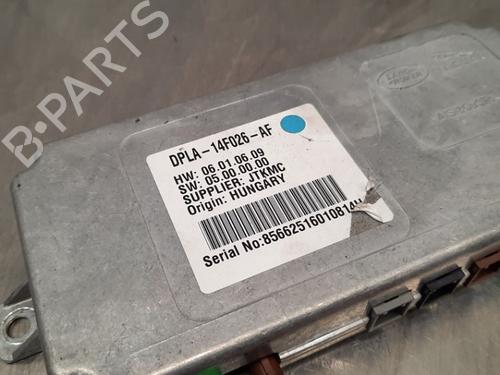 DPLA-14F026-AF
HW: 06.01.06.09
SW: 05.00.00.00
SUPPLIER: JTKMC
Origin: HUNGARY
Serial No:85662516010814
LAND
ROVER
B-PARTS